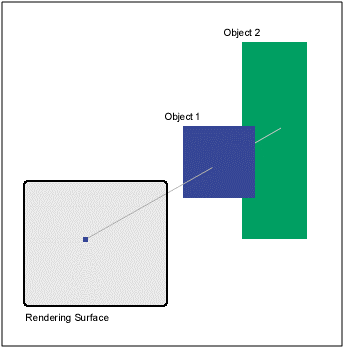 Object 2
Object 1
Rendering Surface